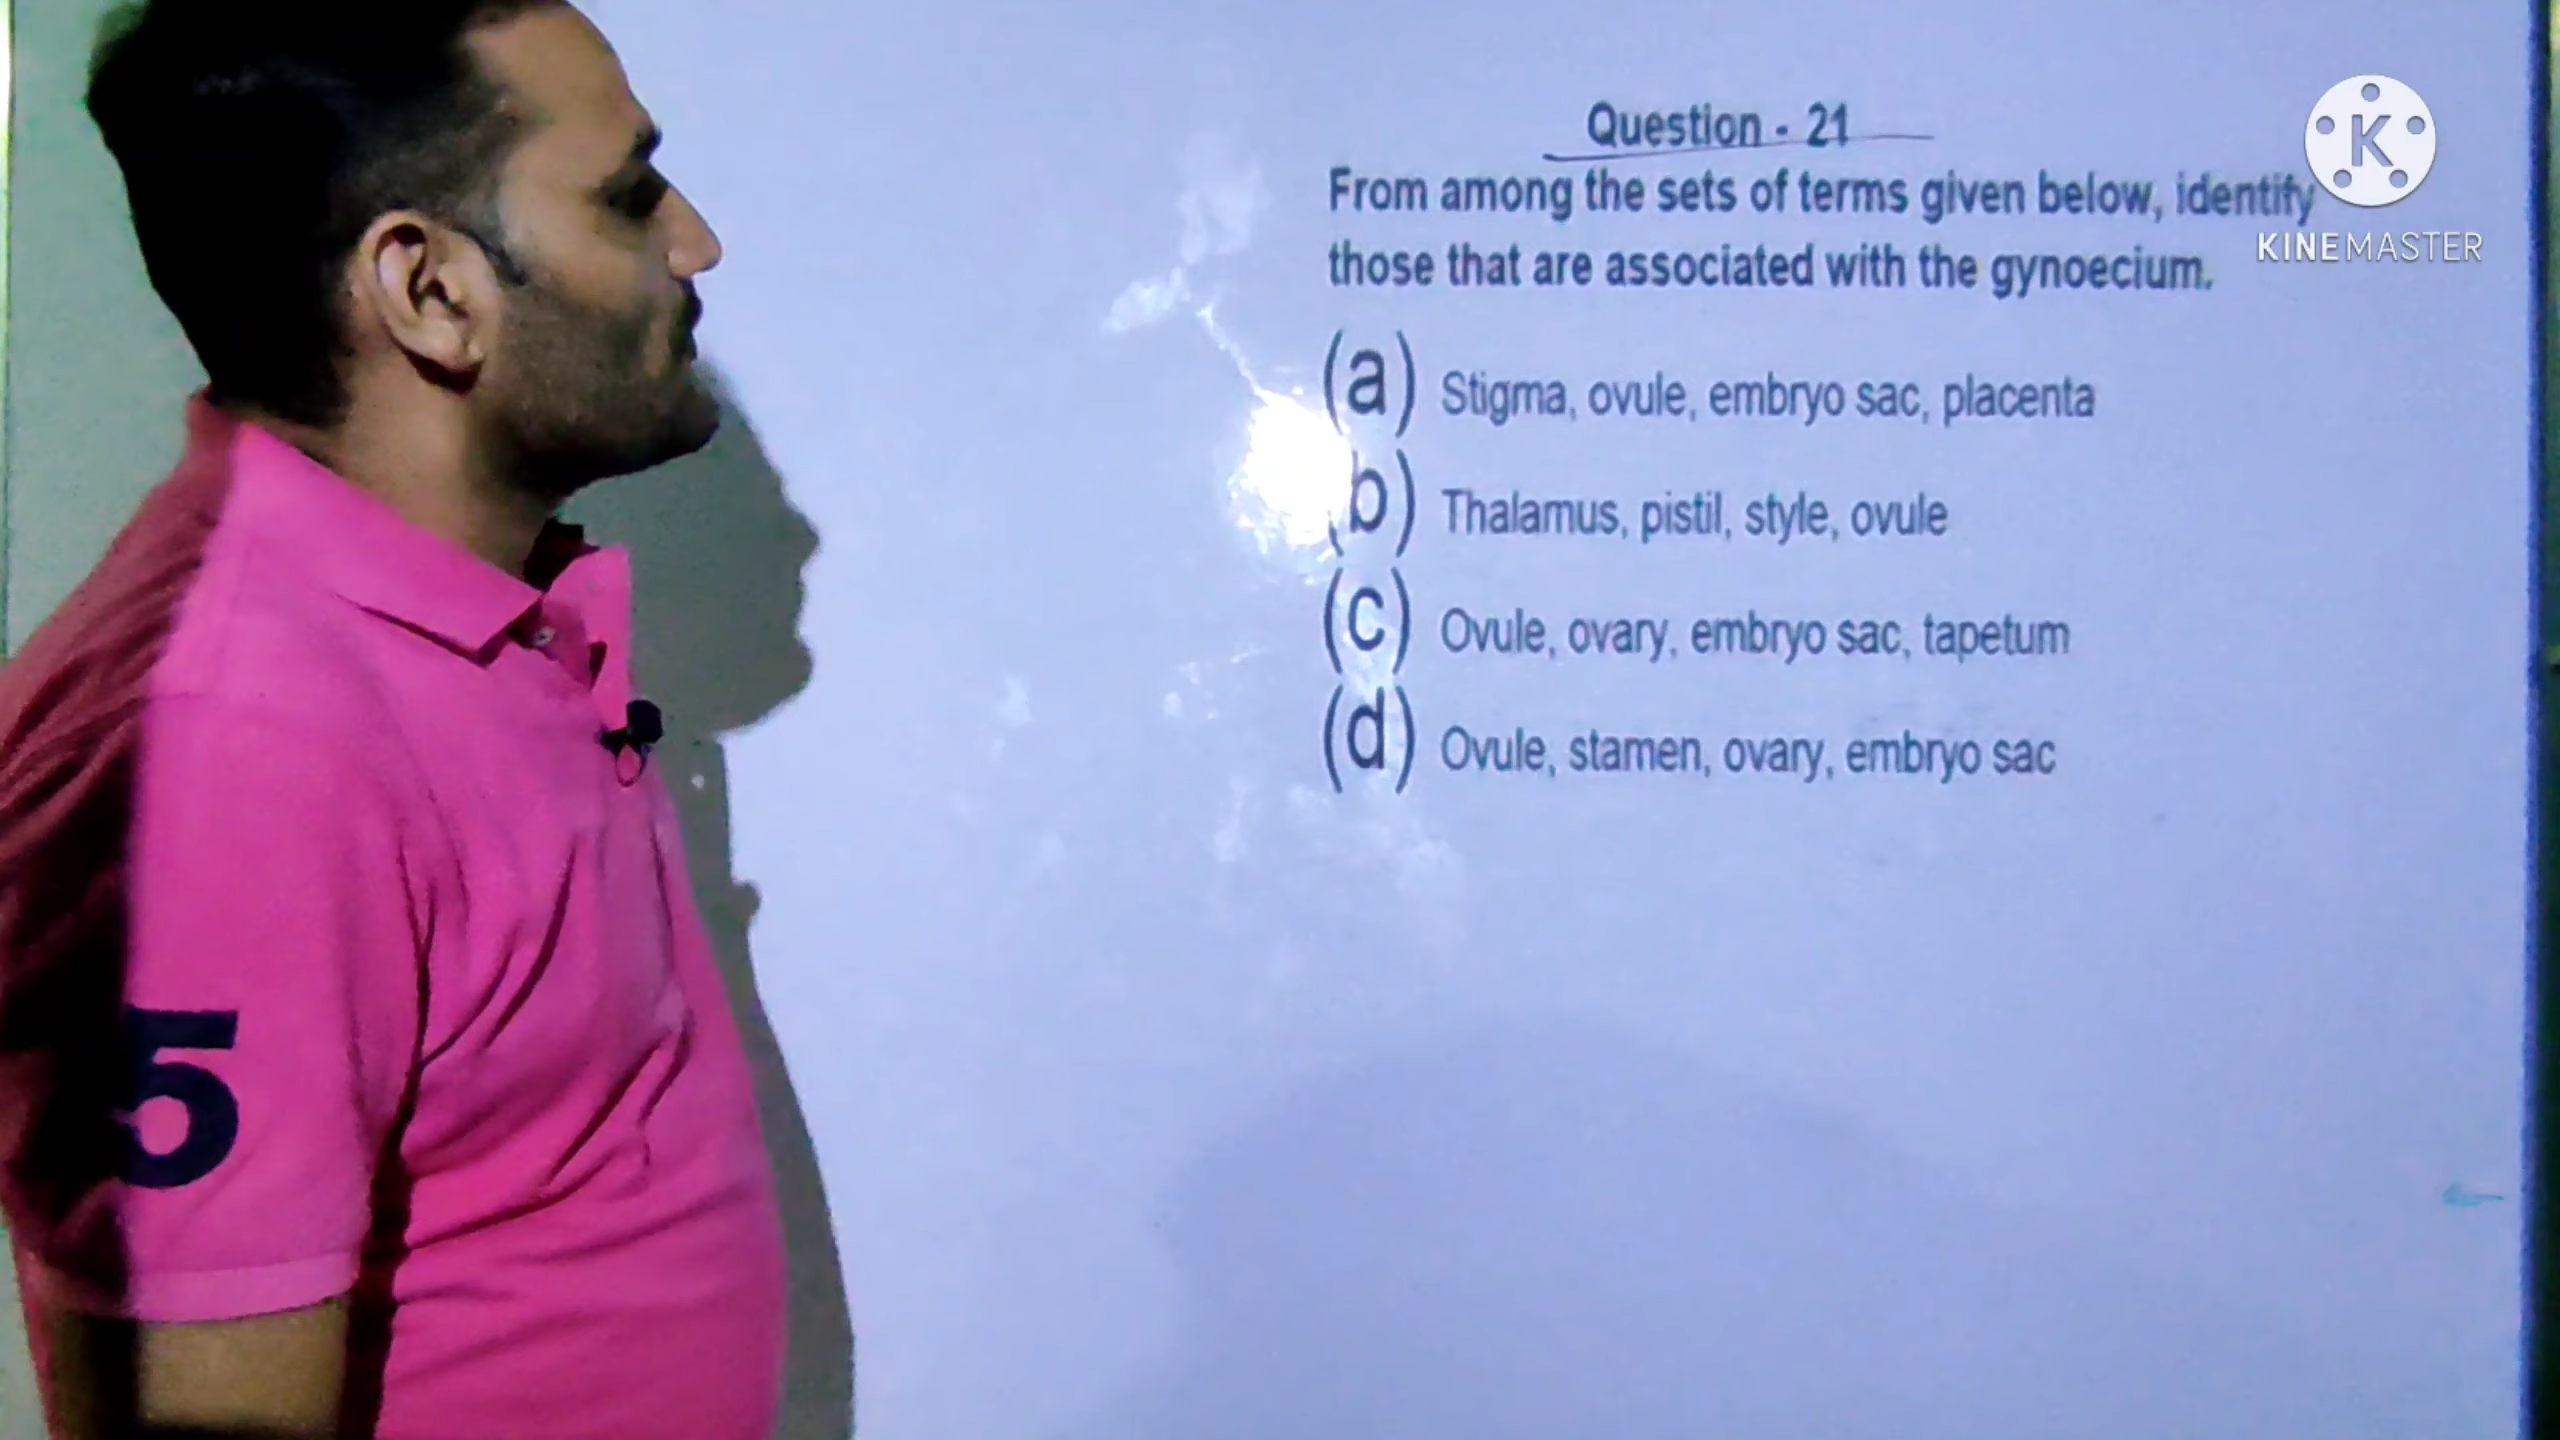 Question - 21
From among the sets of terms given below, identify
those that are associated with the gynoecium.
(a) Stigma, ovule, embryo sac, placenta
(b) Thalamus, pistil, style, ovule
(c) Ovule, ovary, embryo sac, tapetum
(d) Ovule, stamen, ovary, embryo sac
K
KINEMASTER
5